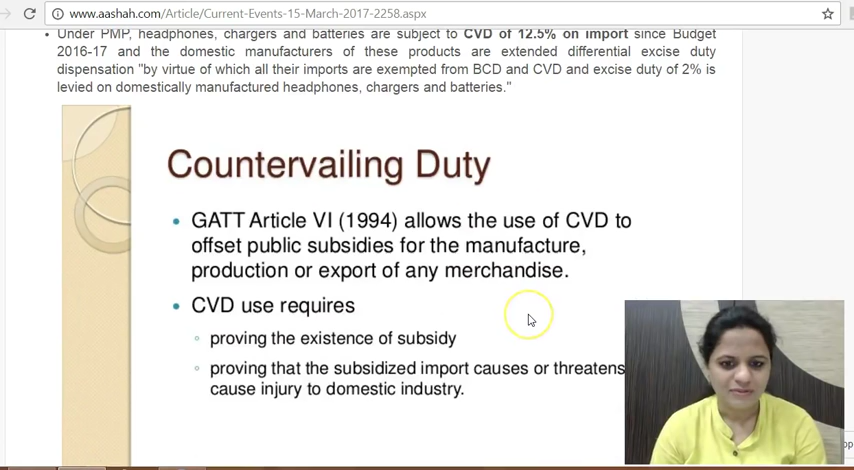 www.aashah.com/Article/Current-Events-15-March-2017-2258.aspx
• Under PMP, headphones, chargers and batteries are subject to CVD of 12.5% on import since Budget
2016-17 and the domestic manufacturers of these products are extended differential excise duty
dispensation "by virtue of which all their imports are exempted from BCD and CVD and excise duty of 2% is
levied on domestically manufactured headphones, chargers and batteries."
Countervailing Duty
• GATT Article VI (1994) allows the use of CVD to
offset public subsidies for the manufacture,
production or export of any merchandise.
• CVD use requires
◦ proving the existence of subsidy
◦ proving that the subsidized import causes or threatens
cause injury to domestic industry.